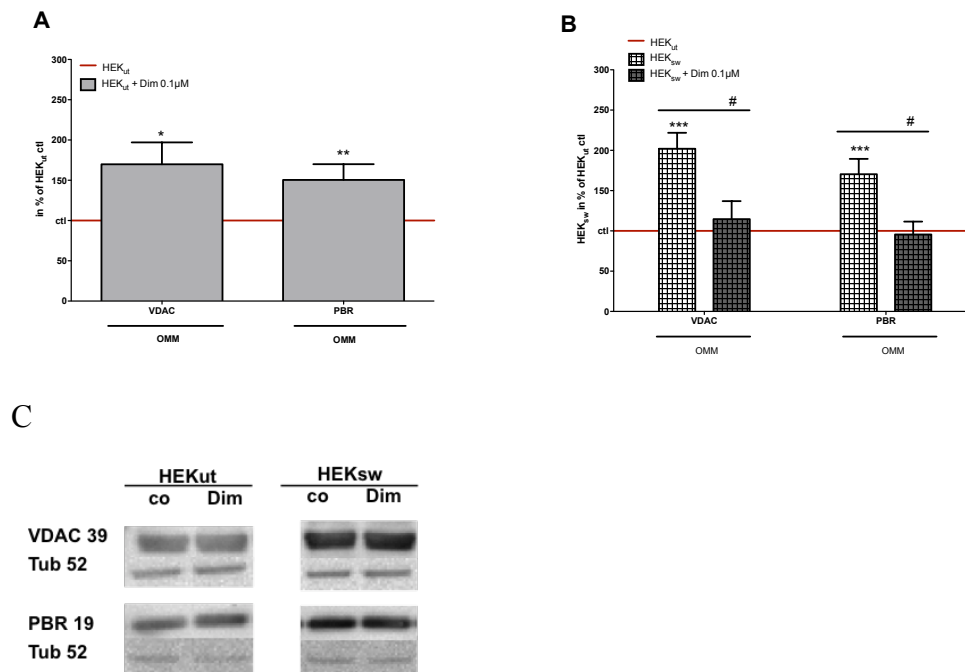 A
HEKut
HEKut + Dim 0.1µM
in % of HEKut ctl
300
250
200
150
ctl
50
0
*
**
VDAC
PBR
OMM
OMM
B
HEKut
HEKsw
HEKsw + Dim 0.1µM
HEKsw in % of HEKut ctl
300
250
200
150
ctl
50
0
#
***
#
***
VDAC
PBR
OMM
OMM
C
HEKut HEKsw
co Dim co Dim
VDAC 39
Tub 52
PBR 19
Tub 52